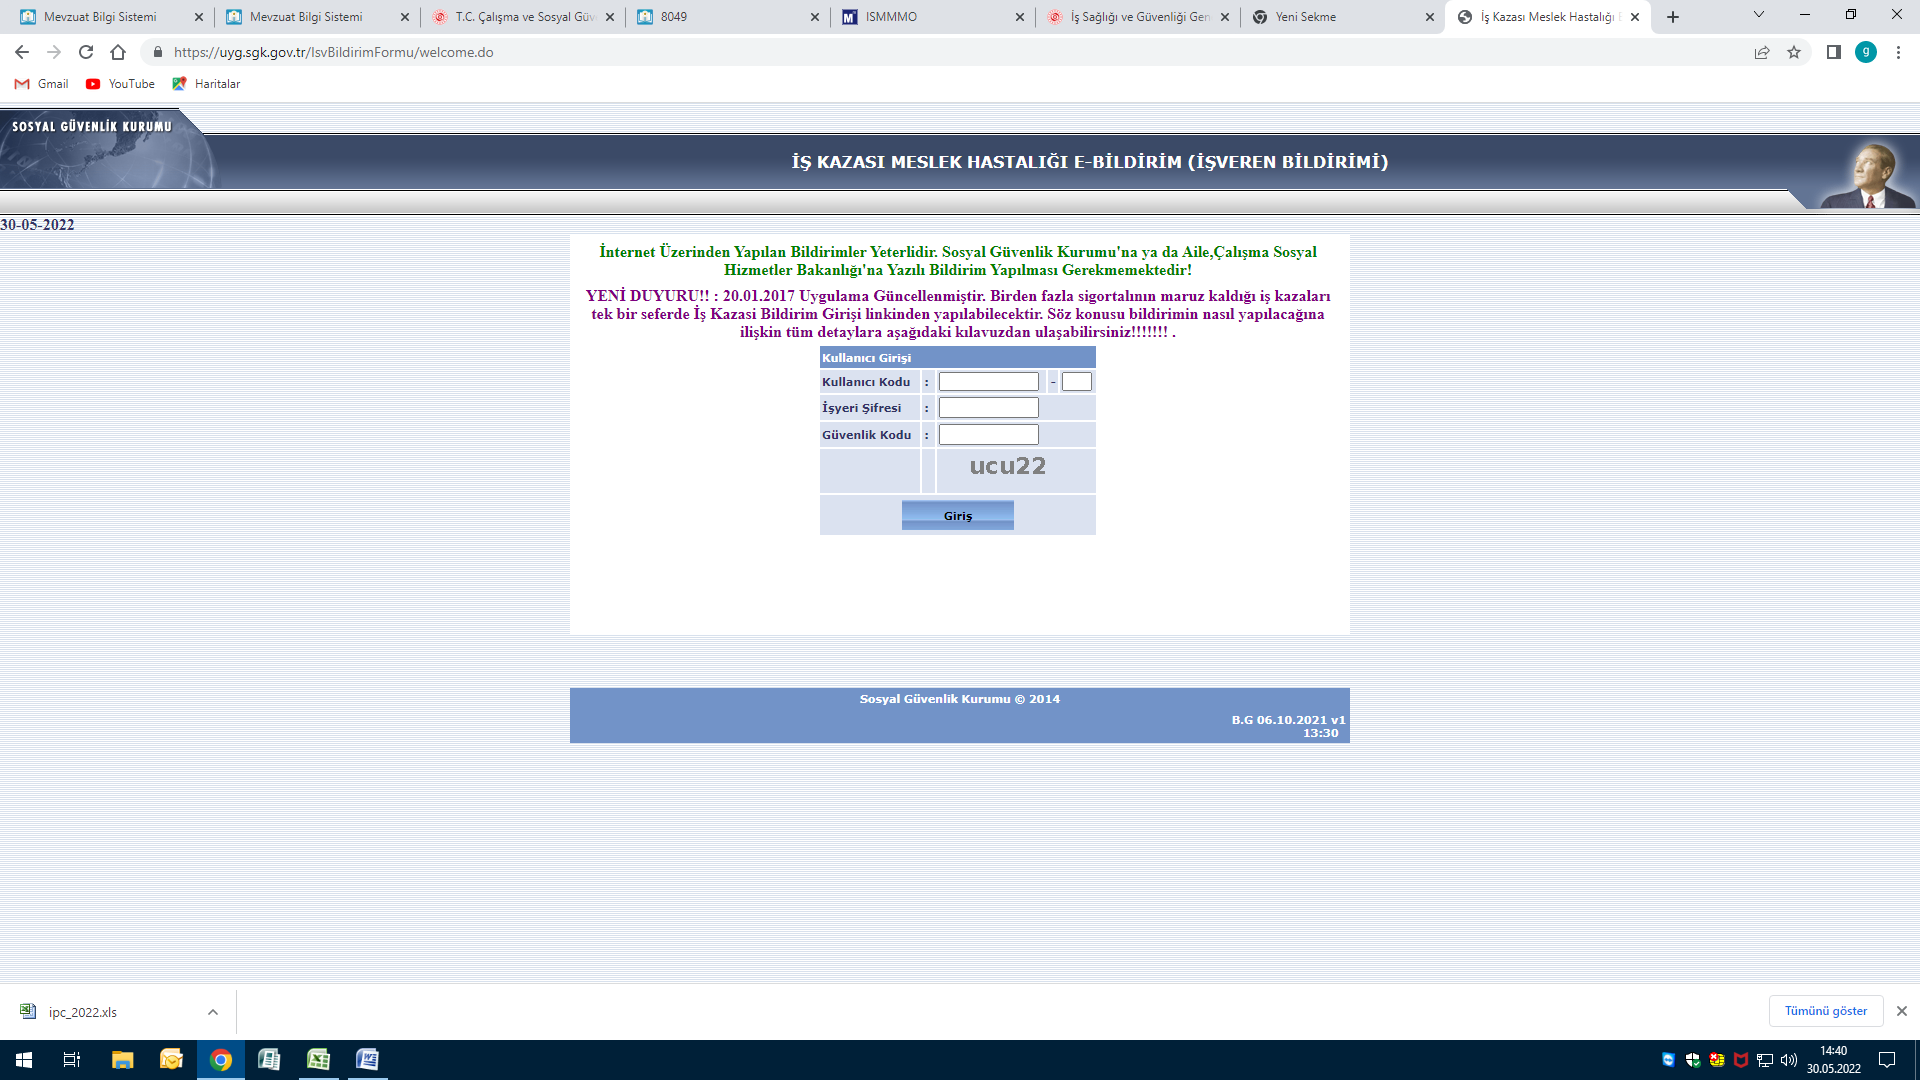 Mevzuat Bilgi Sistemi
Mevzuat Bilgi Sistemi
T.C. Çalışma ve Sosyal Güv
8049
ISMMMO
İş Sağlığı ve Güvenliği Gen
Yeni Sekme
İş Kazası Meslek Hastalığı
https://uyg.sgk.gov.tr/IsvBildirimFormu/welcome.do
g
Gmail
YouTube
Haritalar
SOSYAL GÜVENLİK KURUMU
İŞ KAZASI MESLEK HASTALIĞI E-BİLDİRİM (İŞVEREN BİLDİRİMİ)
30-05-2022
İnternet Üzerinden Yapılan Bildirimler Yeterlidir. Sosyal Güvenlik Kurumu'na ya da Aile,Çalışma Sosyal
Hizmetler Bakanlığı'na Yazılı Bildirim Yapılması Gerekmemektedir!
YENİ DUYURU!! : 20.01.2017 Uygulama Güncellenmiştir. Birden fazla sigortalının maruz kaldığı iş kazaları
tek bir seferde İş Kazasi Bildirim Girişi linkinden yapılabilecektir. Söz konusu bildirimin nasıl yapılacağına
ilişkin tüm detaylara aşağıdaki kılavuzdan ulaşabilirsiniz!!!!!!! .
Kullanıcı Girişi
Kullanıcı Kodu : -
İşyeri Şifresi :
Güvenlik Kodu :
ucu22
Giriş
Sosyal Güvenlik Kurumu © 2014
B.G 06.10.2021 v1
13:30
ipc_2022.xls
Tümünü göster
14:40
30.05.2022